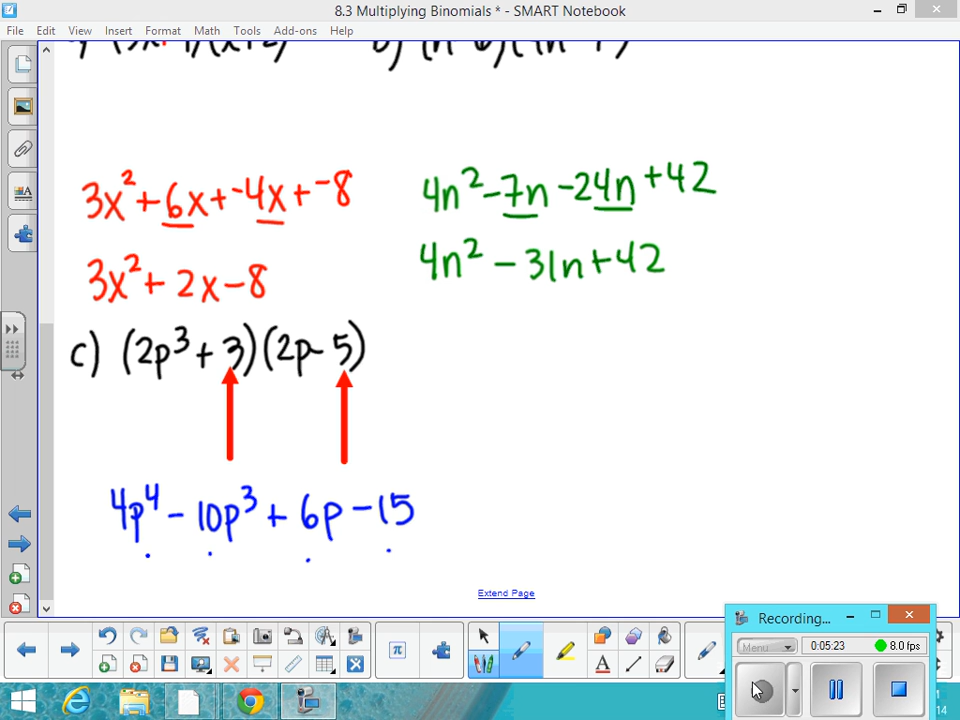 8.3 Multiplying Binomials * - SMART Notebook
File Edit View Insert Format Math Tools Add-ons Help
3x² + 6x + -4x + -8
4n² - 7n - 24n + 42
3x² + 2x - 8
4n² - 31n + 42
c) (2p³ + 3)(2p - 5)
4p⁴ - 10p³ + 6p - 15
Extend Page
Recording...
Menu
0:05:23
8.0 fps